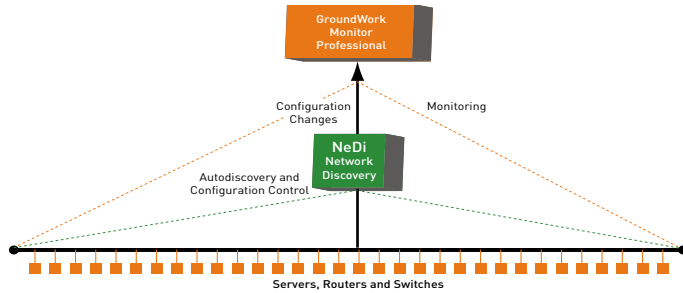 GroundWork
Monitor
Professional
Configuration
Changes
Monitoring
NeDi
Network
Discovery
Autodiscovery and
Configuration Control
Servers, Routers and Switches